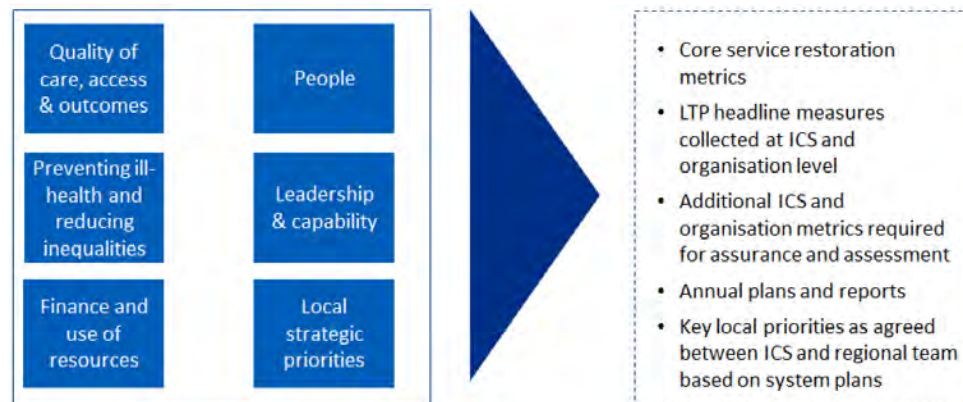 Quality of
care, access
& outcomes
People
Preventing ill-
health and
reducing
inequalities
Leadership
& capability
Finance and
use of
resources
Local
strategic
priorities
• Core service restoration
metrics
• LTP headline measures
collected at ICS and
organisation level
• Additional ICS and
organisation metrics required
for assurance and assessment
• Annual plans and reports
• Key local priorities as agreed
between ICS and regional team
based on system plans